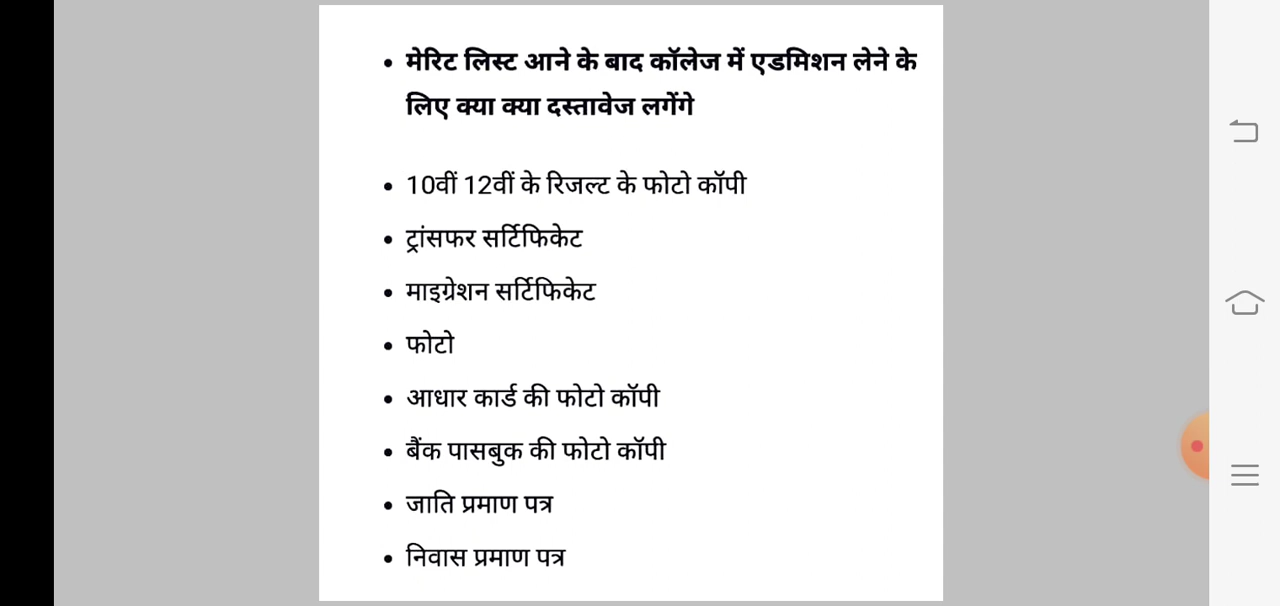 मेरिट लिस्ट आने के बाद कॉलेज में एडमिशन लेने के
लिए क्या क्या दस्तावेज लगेंगे
10वीं 12वीं के रिजल्ट के फोटो कॉपी
ट्रांसफर सर्टिफिकेट
माइग्रेशन सर्टिफिकेट
फोटो
आधार कार्ड की फोटो कॉपी
बैंक पासबुक की फोटो कॉपी
जाति प्रमाण पत्र
निवास प्रमाण पत्र